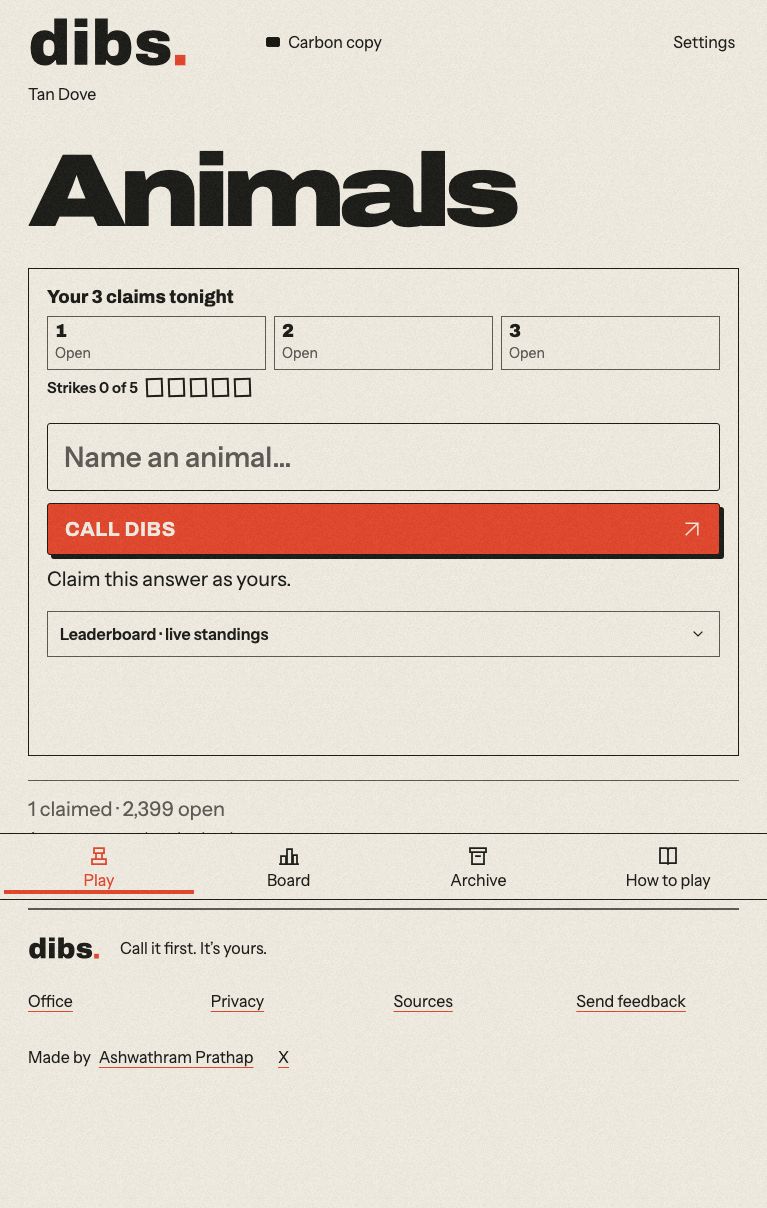 dibs.
Carbon copy
Settings
Tan Dove
Animals
Your 3 claims tonight
1
Open
2
Open
3
Open
Strikes 0 of 5
Name an animal...
CALL DIBS
Claim this answer as yours.
Leaderboard · live standings
1 claimed · 2,399 open
Play
Board
Archive
How to play
dibs.
Call it first. It's yours.
Office
Privacy
Sources
Send feedback
Made by Ashwathram Prathap
X